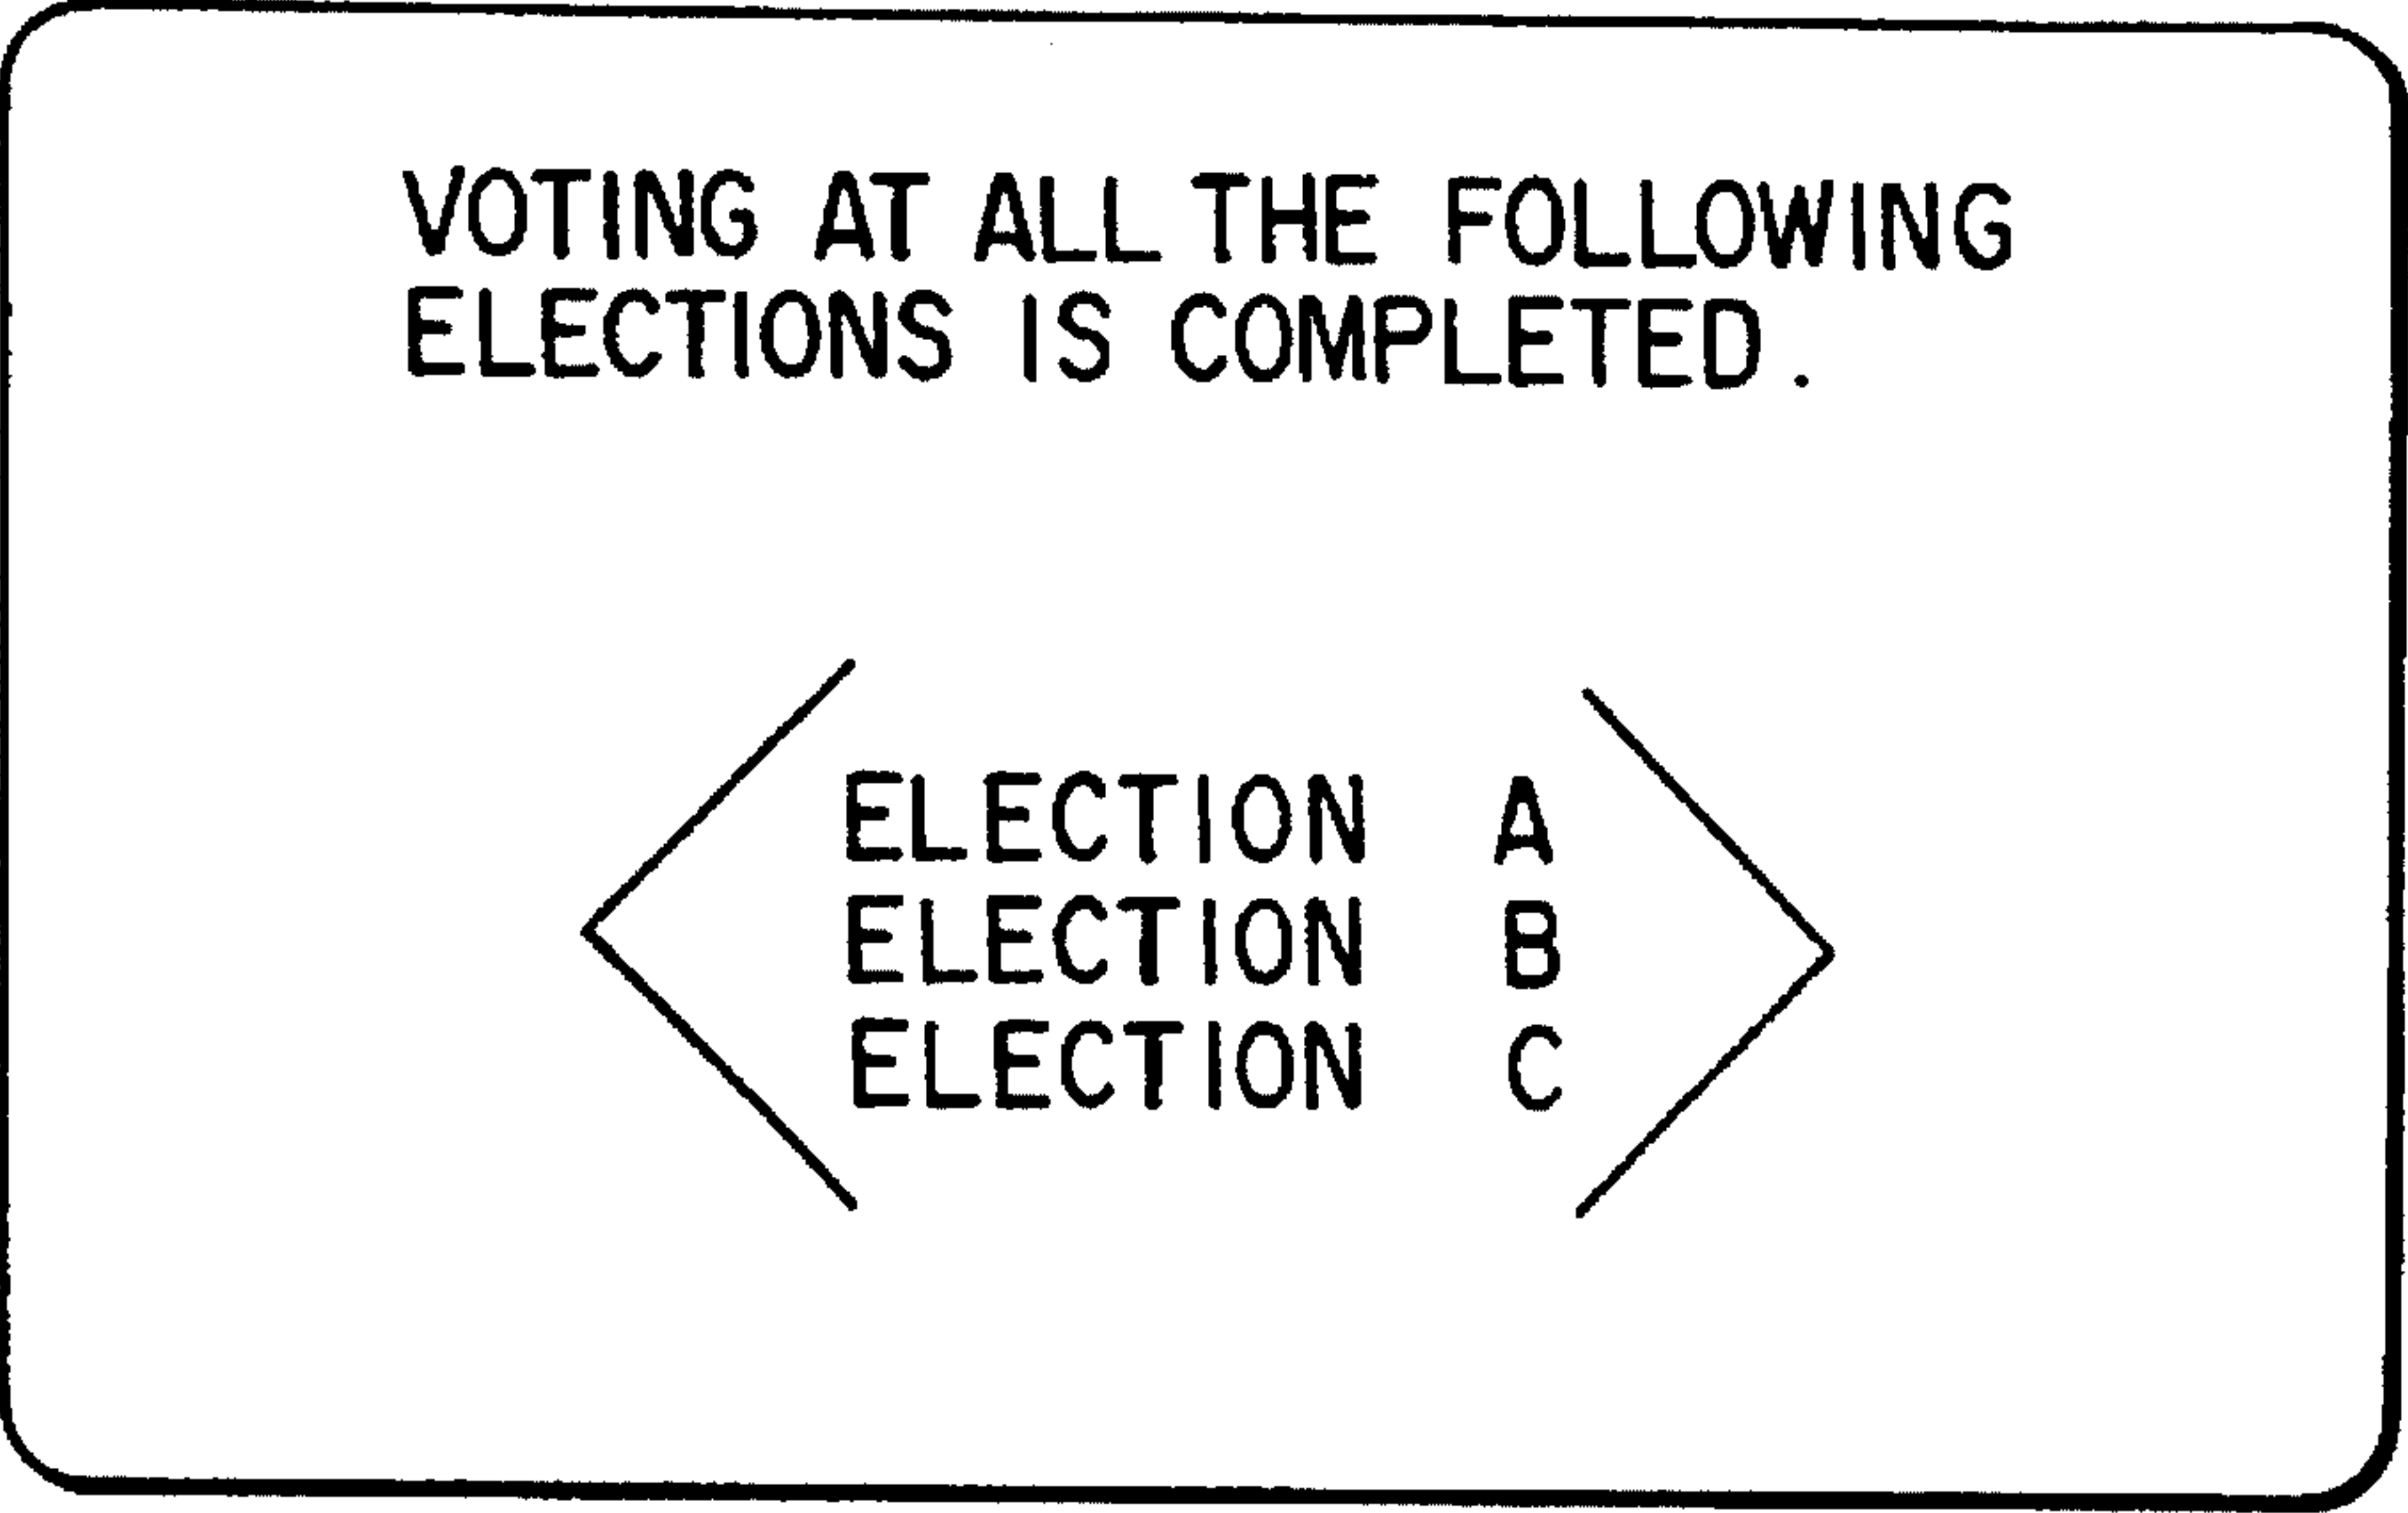 VOTING AT ALL THE FOLLOWING
ELECTIONS IS COMPLETED.
ELECTION A
ELECTION B
ELECTION C